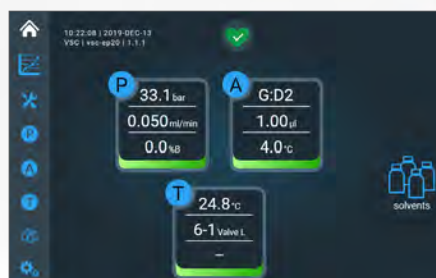 10:22:08 | 2019-DEC-13
VSC | vsc-ep20 | 1.1.1
P
33.1 bar
0.050 ml/min
0.0 %B
A
G:D2
1.00 µl
4.0 °C
T
24.8 °C
6-1 Valve L
–
solvents
P
A
T